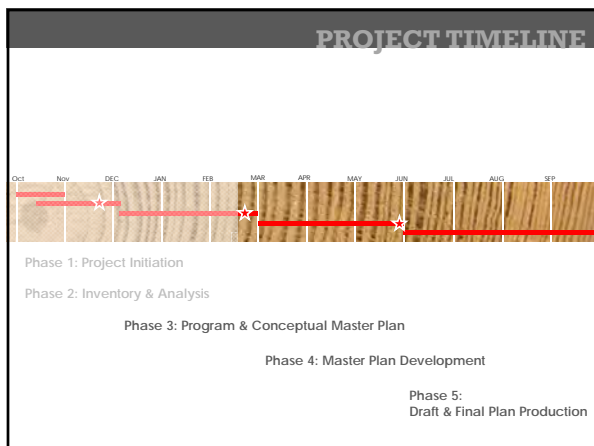 PROJECT TIMELINE
Oct Nov DEC JAN FEB MAR APR MAY JUN JUL AUG SEP
Phase 1: Project Initiation
Phase 2: Inventory & Analysis
Phase 3: Program & Conceptual Master Plan
Phase 4: Master Plan Development
Phase 5:
Draft & Final Plan Production